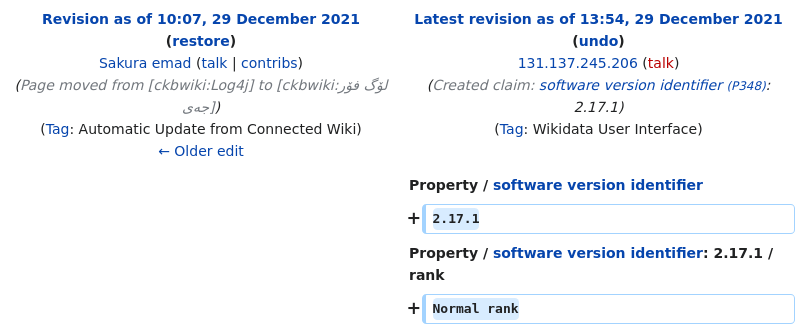 Revision as of 10:07, 29 December 2021
(restore)
Sakura emad (talk | contribs)
(Page moved from [ckbwiki:Log4j] to [ckbwiki:لۆگ فۆڕ
جەی])
(Tag: Automatic Update from Connected Wiki)
← Older edit
Latest revision as of 13:54, 29 December 2021
(undo)
131.137.245.206 (talk)
(Created claim: software version identifier (P348):
2.17.1)
(Tag: Wikidata User Interface)
Property / software version identifier
+ 2.17.1
Property / software version identifier: 2.17.1 /
rank
+ Normal rank